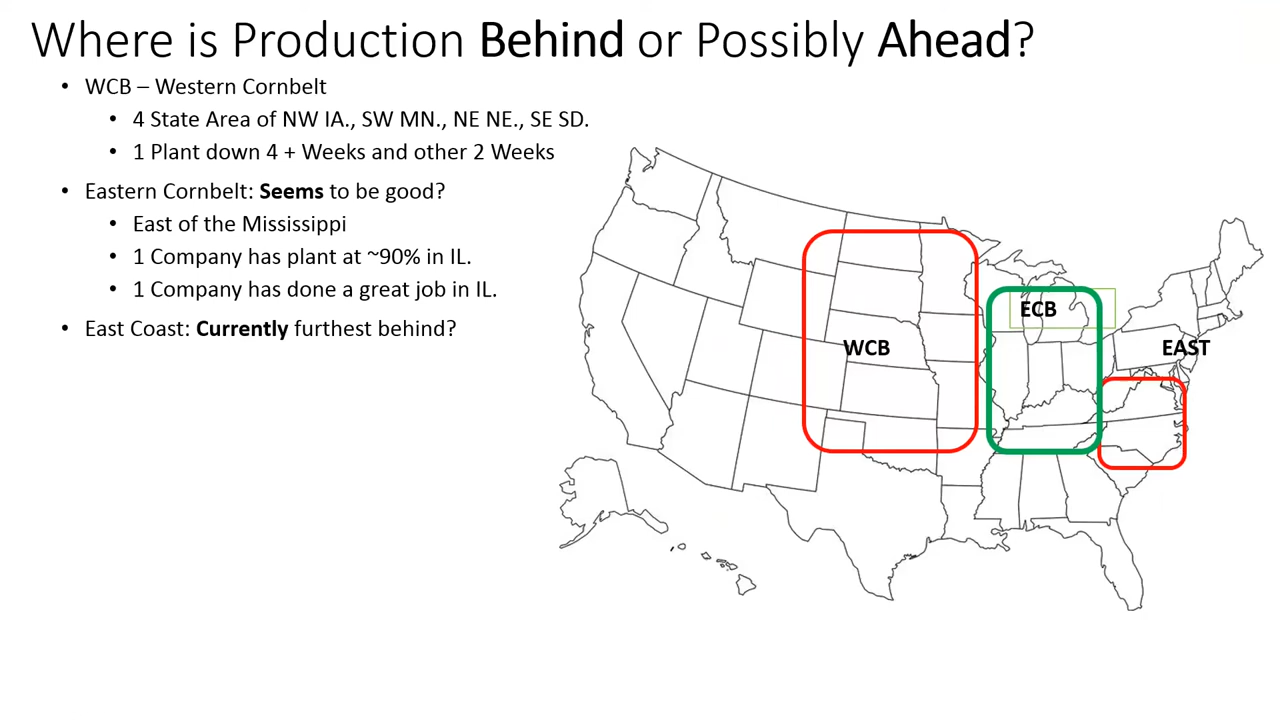 Where is Production Behind or Possibly Ahead?
• WCB – Western Cornbelt
• 4 State Area of NW IA., SW MN., NE NE., SE SD.
• 1 Plant down 4 + Weeks and other 2 Weeks
• Eastern Cornbelt: Seems to be good?
• East of the Mississippi
• 1 Company has plant at ~90% in IL.
• 1 Company has done a great job in IL.
• East Coast: Currently furthest behind?
ECB
WCB
EAST